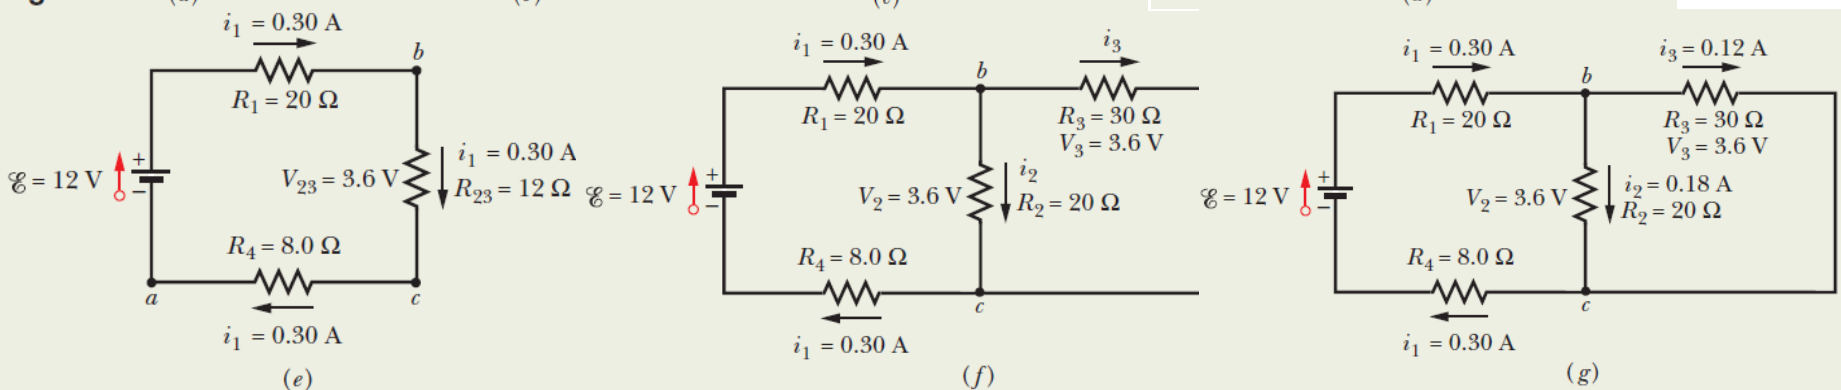 i₁ = 0.30 A
b
R₁ = 20 Ω
+
ℰ = 12 V
−
V₂₃ = 3.6 V
i₁ = 0.30 A
R₂₃ = 12 Ω
R₄ = 8.0 Ω
a
c
i₁ = 0.30 A
(e)
i₁ = 0.30 A
i₃
b
R₁ = 20 Ω
R₃ = 30 Ω
V₃ = 3.6 V
+
ℰ = 12 V
−
V₂ = 3.6 V
i₂
R₂ = 20 Ω
R₄ = 8.0 Ω
c
i₁ = 0.30 A
(f)
i₁ = 0.30 A
i₃ = 0.12 A
b
R₁ = 20 Ω
R₃ = 30 Ω
V₃ = 3.6 V
+
ℰ = 12 V
−
V₂ = 3.6 V
i₂ = 0.18 A
R₂ = 20 Ω
R₄ = 8.0 Ω
c
i₁ = 0.30 A
(g)